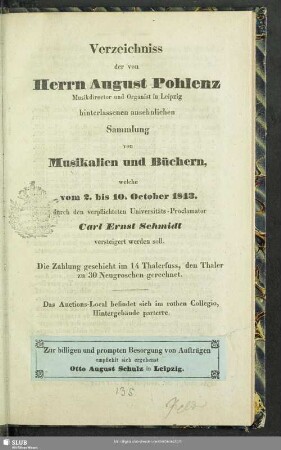 Verzeichniss
der von
Herrn August Pohlenz
Musikdirector und Organist in Leipzig
hinterlassenen ansehnlichen
Sammlung
von
Musikalien und Büchern,
welche
vom 2. bis 10. October 1843.
durch den verpflichteten Universitäts-Proclamator
Carl Ernst Schmidt
versteigert werden soll.
Die Zahlung geschieht im 14 Thalerfuss, den Thaler
zu 30 Neugroschen gerechnet.
Das Auctions-Local befindet sich im rothen Collegio,
Hintergebäude parterre.
Zur billigen und prompten Besorgung von Aufträgen
empfiehlt sich ergebenst
Otto August Schulz in Leipzig.
135
SLUB